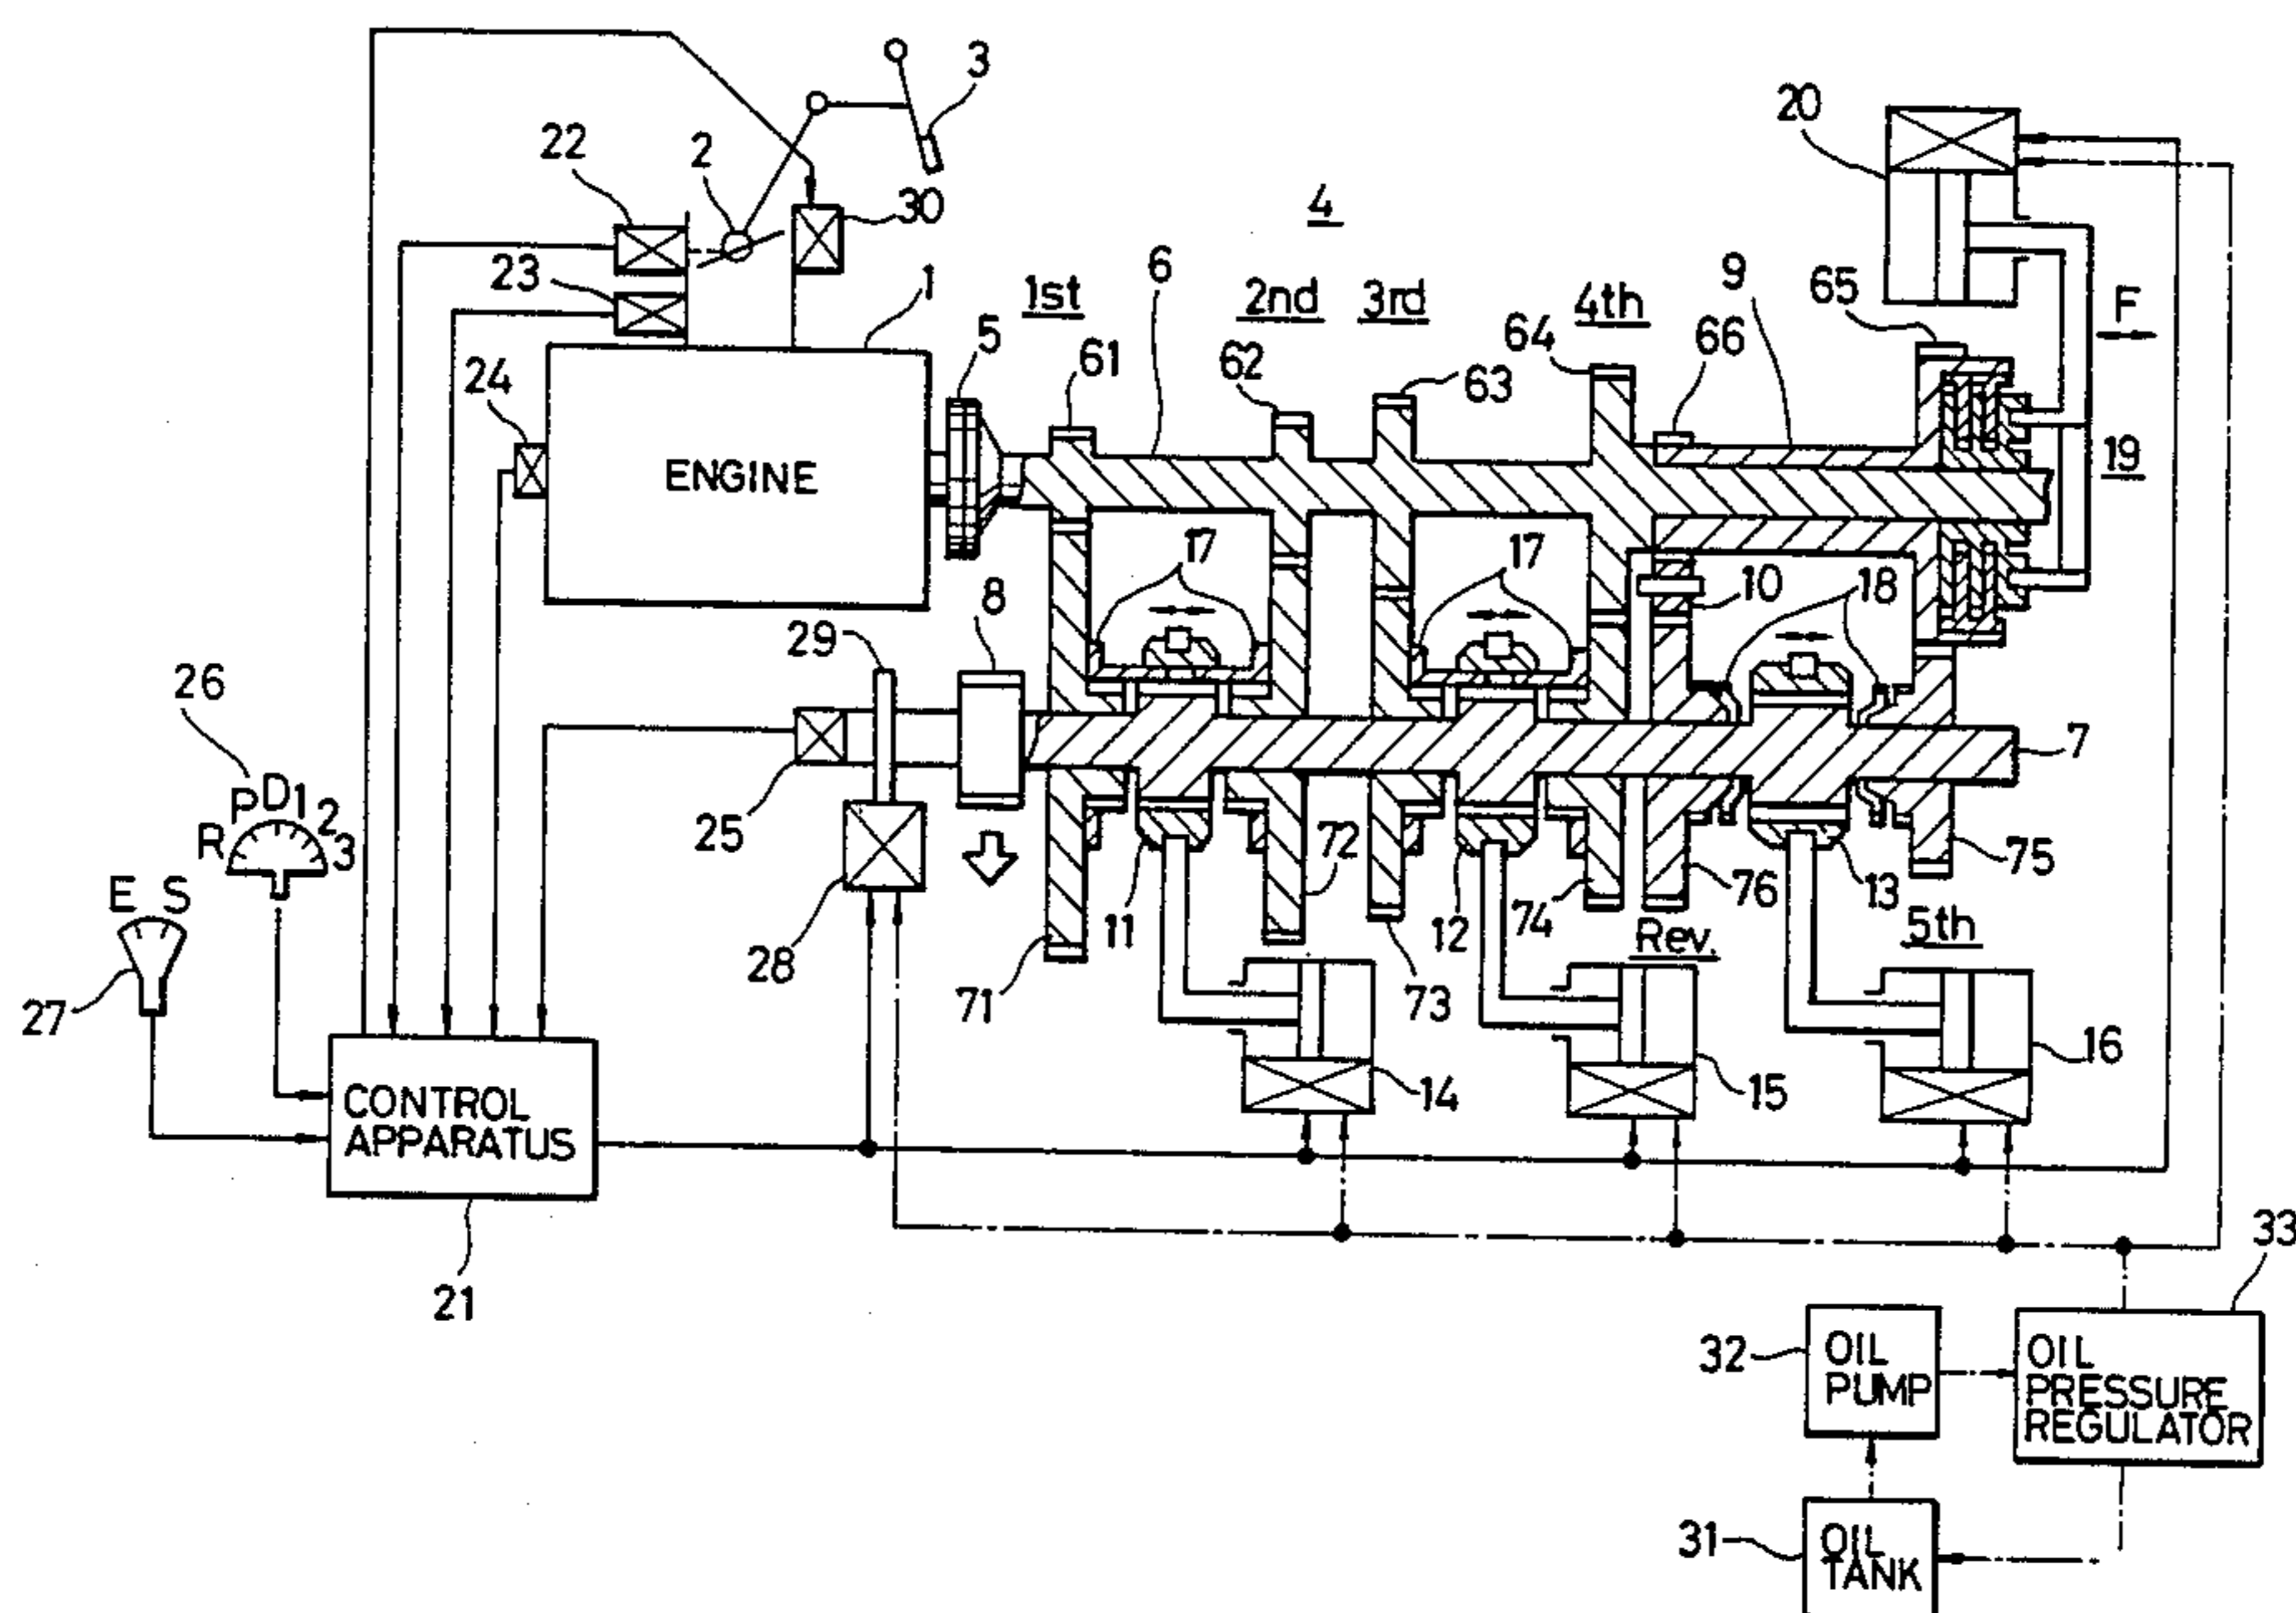 3
20
22
2
30
4
23
1
1st
6
2nd
3rd
4th
9
65
F
5
61
62
63
64
66
24
ENGINE
19
17
17
10
18
8
29
26
7
R P D 1 2 3
25
E S
27
28
11
72
12
74
76
13
75
71
73
Rev.
5th
14
15
16
CONTROL
APPARATUS
21
33
32
OIL
PUMP
OIL
PRESSURE
REGULATOR
31
OIL
TANK